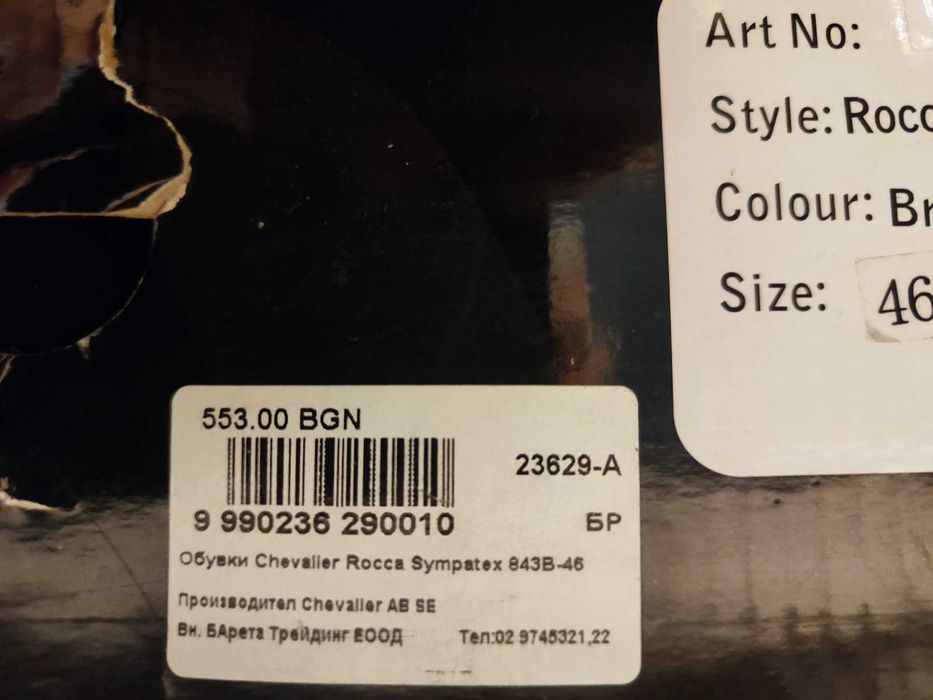 Art No:
Style: Rocc
Colour: Br
Size: 46
553.00 BGN
23629-A
9 990236 290010
БР
Обувки Chevalier Rocca Sympatex 843B-46
Производител Chevalier AB SE
Вн. БАрета Трейдинг ЕООД Тел:02 9745321,22